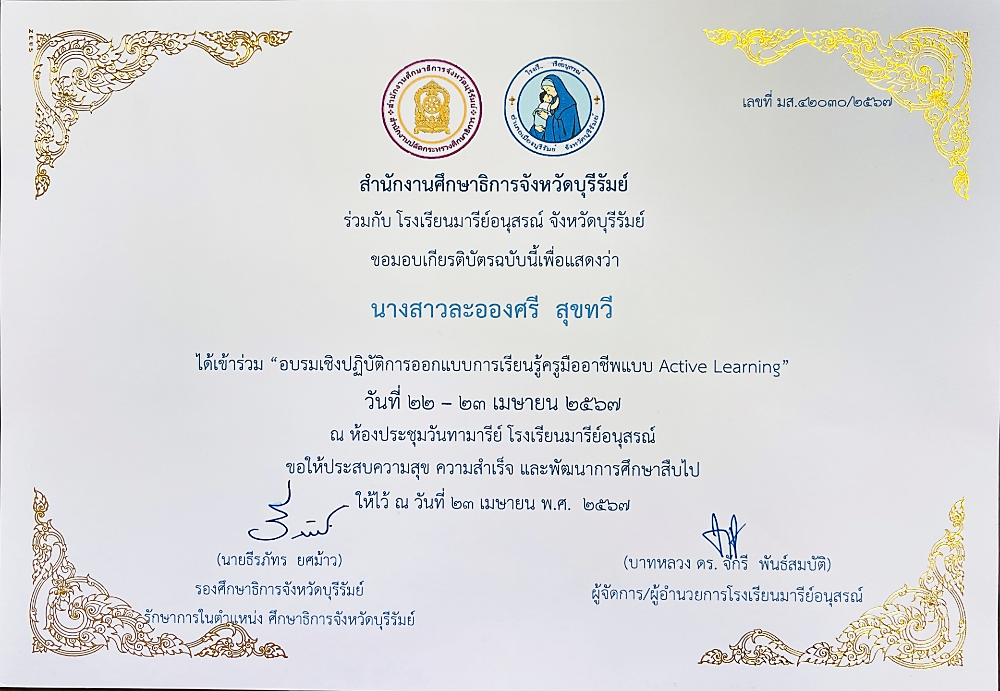 ZEUS
สำนักงานศึกษาธิการจังหวัดบุรีรัมย์
สำนักงานปลัดกระทรวงศึกษาธิการ
อำเภอเมืองบุรีรัมย์ จังหวัดบุรีรัมย์
เลขที่ มส.๔๒๐๓๐/๒๕๖๗
สำนักงานศึกษาธิการจังหวัดบุรีรัมย์
ร่วมกับ โรงเรียนมารีย์อนุสรณ์ จังหวัดบุรีรัมย์
ขอมอบเกียรติบัตรฉบับนี้เพื่อแสดงว่า
นางสาวละอองศรี สุขทวี
ได้เข้าร่วม “อบรมเชิงปฏิบัติการออกแบบการเรียนรู้ครูมืออาชีพแบบ Active Learning”
วันที่ ๒๒ – ๒๓ เมษายน ๒๕๖๗
ณ ห้องประชุมวันทามารีย์ โรงเรียนมารีย์อนุสรณ์
ขอให้ประสบความสุข ความสำเร็จ และพัฒนาการศึกษาสืบไป
ให้ไว้ ณ วันที่ ๒๓ เมษายน พ.ศ. ๒๕๖๗
(นายธีรภัทร ยศม้าว)
รองศึกษาธิการจังหวัดบุรีรัมย์
รักษาการในตำแหน่ง ศึกษาธิการจังหวัดบุรีรัมย์
(บาทหลวง ดร. จักรี พันธ์สมบัติ)
ผู้จัดการ/ผู้อำนวยการโรงเรียนมารีย์อนุสรณ์